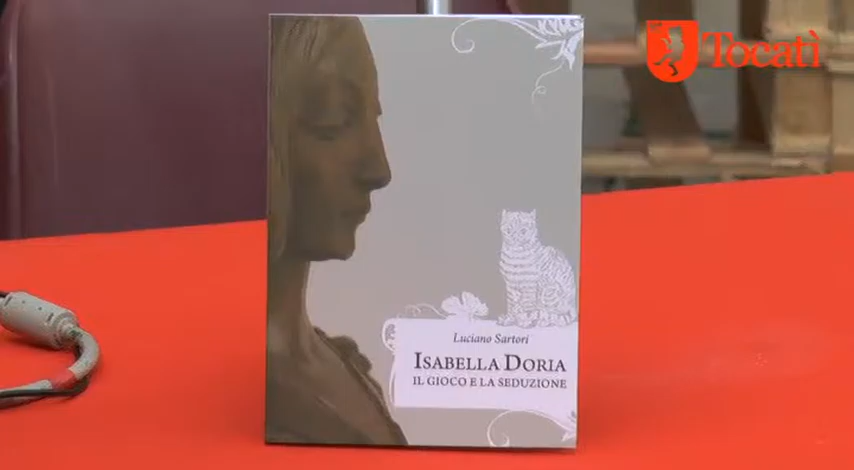 Tocatì
Luciano Sartori
ISABELLA DORIA
IL GIOCO E LA SEDUZIONE